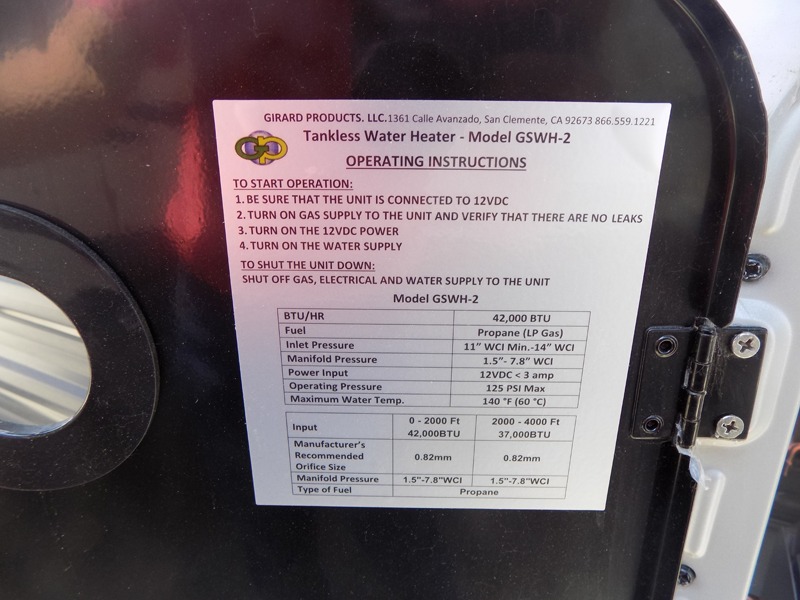 GIRARD PRODUCTS. LLC.1361 Calle Avanzado, San Clemente, CA 92673 866.559.1221
Tankless Water Heater - Model GSWH-2
GP
OPERATING INSTRUCTIONS
TO START OPERATION:
1. BE SURE THAT THE UNIT IS CONNECTED TO 12VDC
2. TURN ON GAS SUPPLY TO THE UNIT AND VERIFY THAT THERE ARE NO LEAKS
3. TURN ON THE 12VDC POWER
4. TURN ON THE WATER SUPPLY
TO SHUT THE UNIT DOWN:
SHUT OFF GAS, ELECTRICAL AND WATER SUPPLY TO THE UNIT
Model GSWH-2
BTU/HR 42,000 BTU
Fuel Propane (LP Gas)
Inlet Pressure 11" WCI Min.-14" WCI
Manifold Pressure 1.5"- 7.8" WCI
Power Input 12VDC < 3 amp
Operating Pressure 125 PSI Max
Maximum Water Temp. 140 °F (60 °C)
Input 0 - 2000 Ft 2000 - 4000 Ft
42,000BTU 37,000BTU
Manufacturer's
Recommended 0.82mm 0.82mm
Orifice Size
Manifold Pressure 1.5"-7.8"WCI 1.5"-7.8"WCI
Type of Fuel Propane